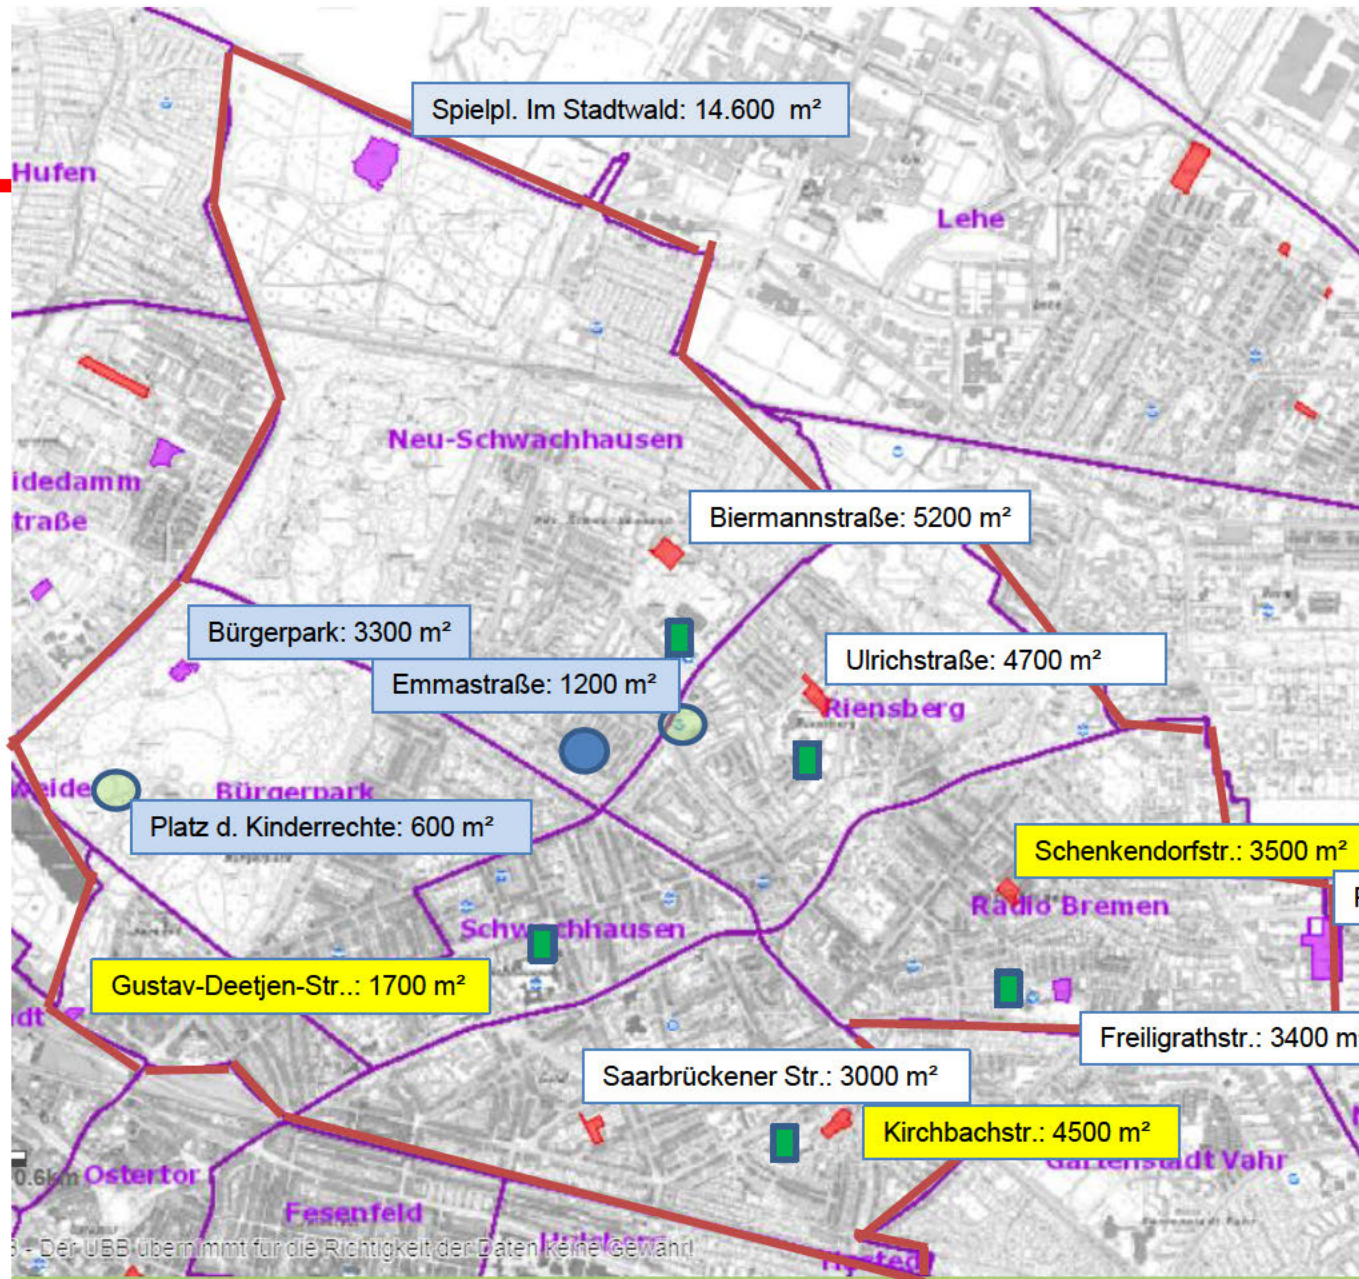 Spielpl. Im Stadtwald: 14.600 m²
Hufen
Lehe
Neu-Schwachhausen
idedamm
traße
Biermannstraße: 5200 m²
Bürgerpark: 3300 m²
Ulrichstraße: 4700 m²
Emmastraße: 1200 m²
Riensberg
weide
Bürgerpark
Platz d. Kinderrechte: 600 m²
Schenkendorfstr.: 3500 m²
F
Radio Bremen
Schwachhausen
Gustav-Deetjen-Str..: 1700 m²
dt
Freiligrathstr.: 3400 m
Saarbrückener Str.: 3000 m²
Kirchbachstr.: 4500 m²
Gartenstadt Vahr
0.6km
Ostertor
Fesenfeld
- Der UBB übernimmt für die Richtigkeit der Daten keine Gewähr!